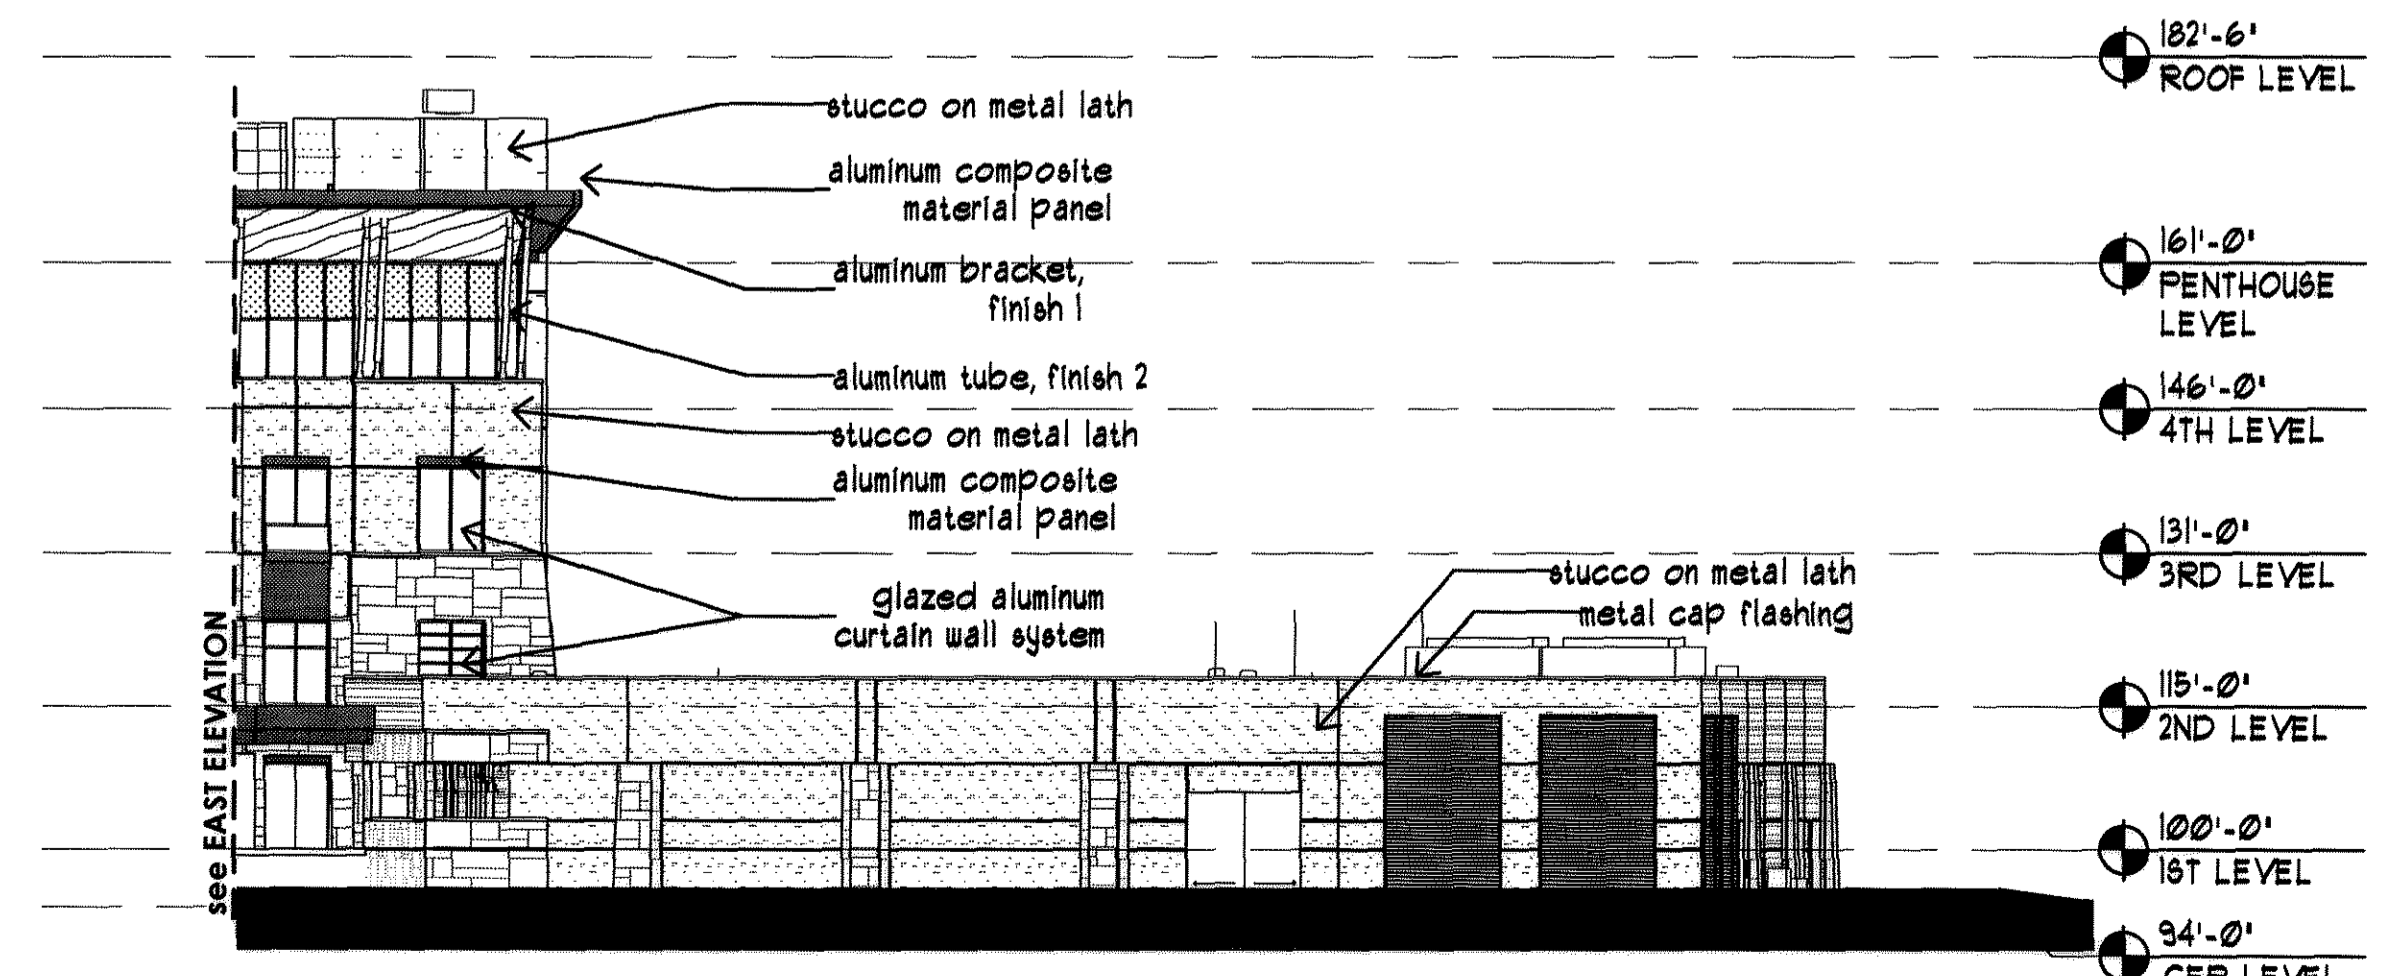 182'-6"
ROOF LEVEL
stucco on metal lath
aluminum composite
material panel
161'-0"
PENTHOUSE
LEVEL
aluminum bracket,
finish 1
aluminum tube, finish 2
146'-0"
4TH LEVEL
stucco on metal lath
aluminum composite
material panel
131'-0"
3RD LEVEL
glazed aluminum
curtain wall system
stucco on metal lath
metal cap flashing
115'-0"
2ND LEVEL
see EAST ELEVATION
100'-0"
1ST LEVEL
94'-0"
LEVEL